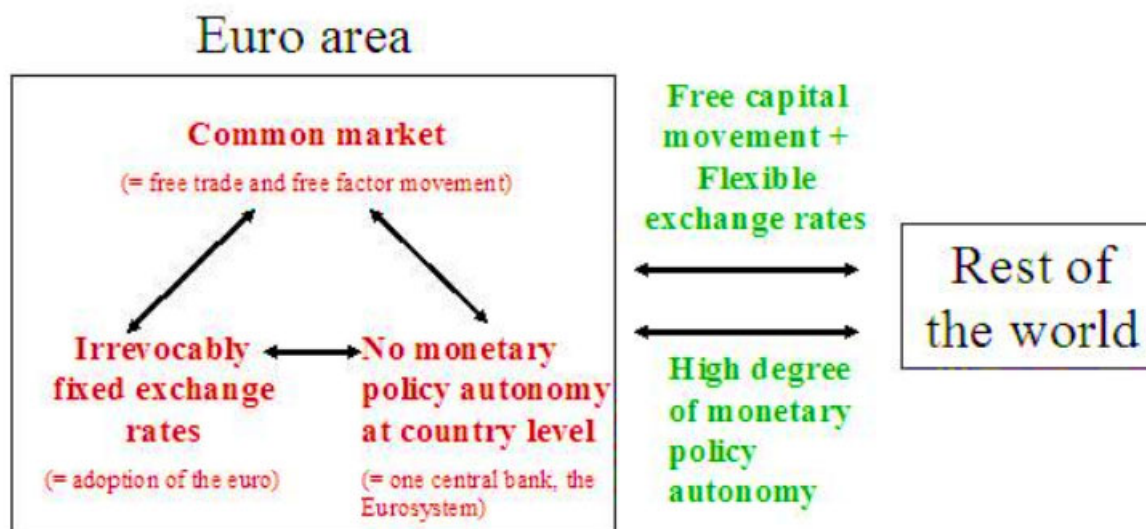 Euro area
Common market
(= free trade and free factor movement)
Irrevocably
fixed exchange
rates
(= adoption of the euro)
No monetary
policy autonomy
at country level
(= one central bank, the
Eurosystem)
Free capital
movement +
Flexible
exchange rates
High degree
of monetary
policy
autonomy
Rest of
the world